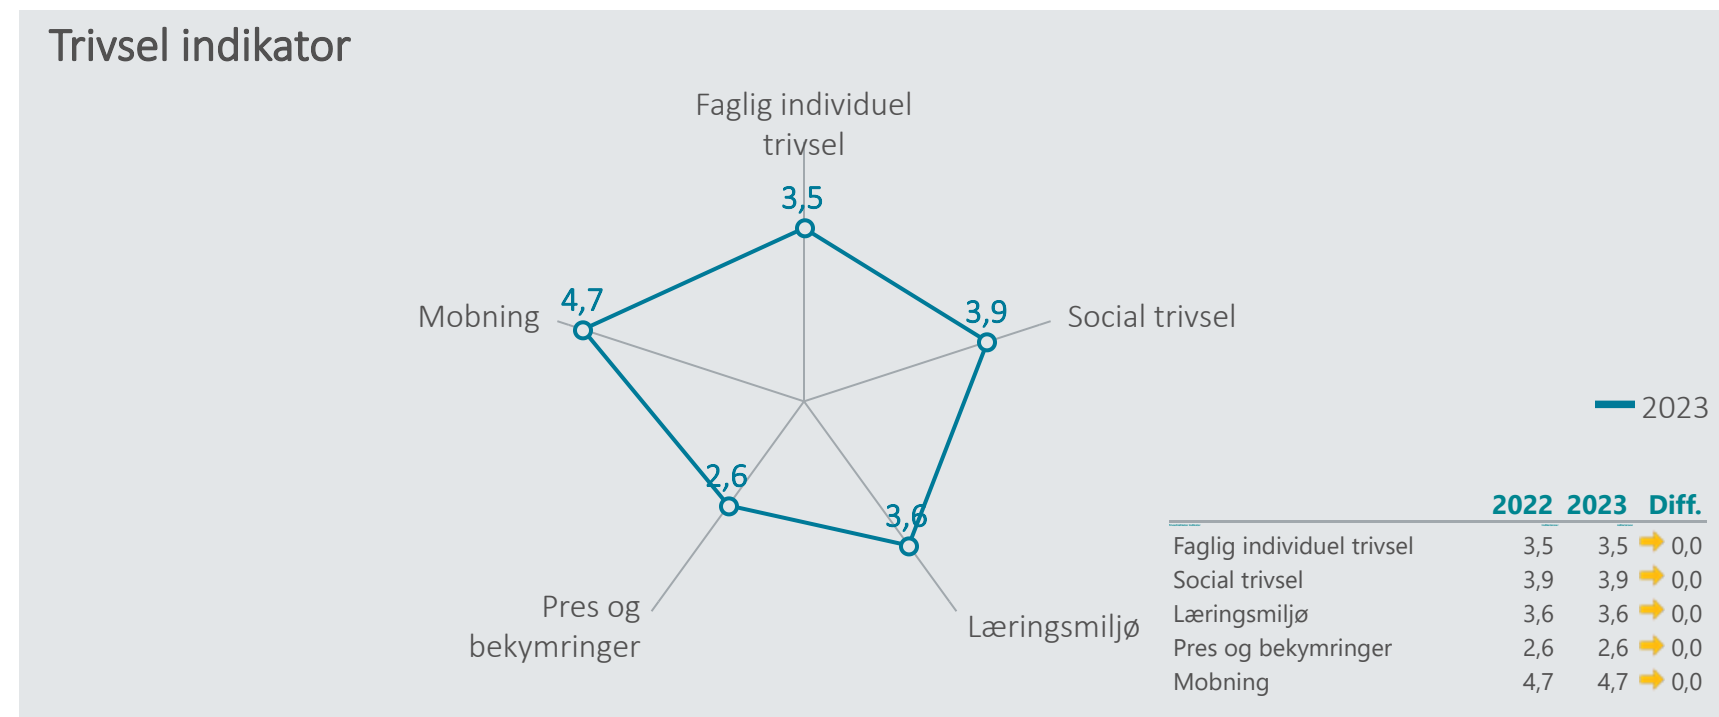 Trivsel indikator
Faglig individuel
trivsel
3,5
4,7
Mobning
3,9
Social trivsel
2023
2,6
3,6
Pres og
bekymringer
Læringsmiljø
2022 2023 Diff.
Faglig individuel trivsel 3,5 3,5 0,0
Social trivsel 3,9 3,9 0,0
Læringsmiljø 3,6 3,6 0,0
Pres og bekymringer 2,6 2,6 0,0
Mobning 4,7 4,7 0,0